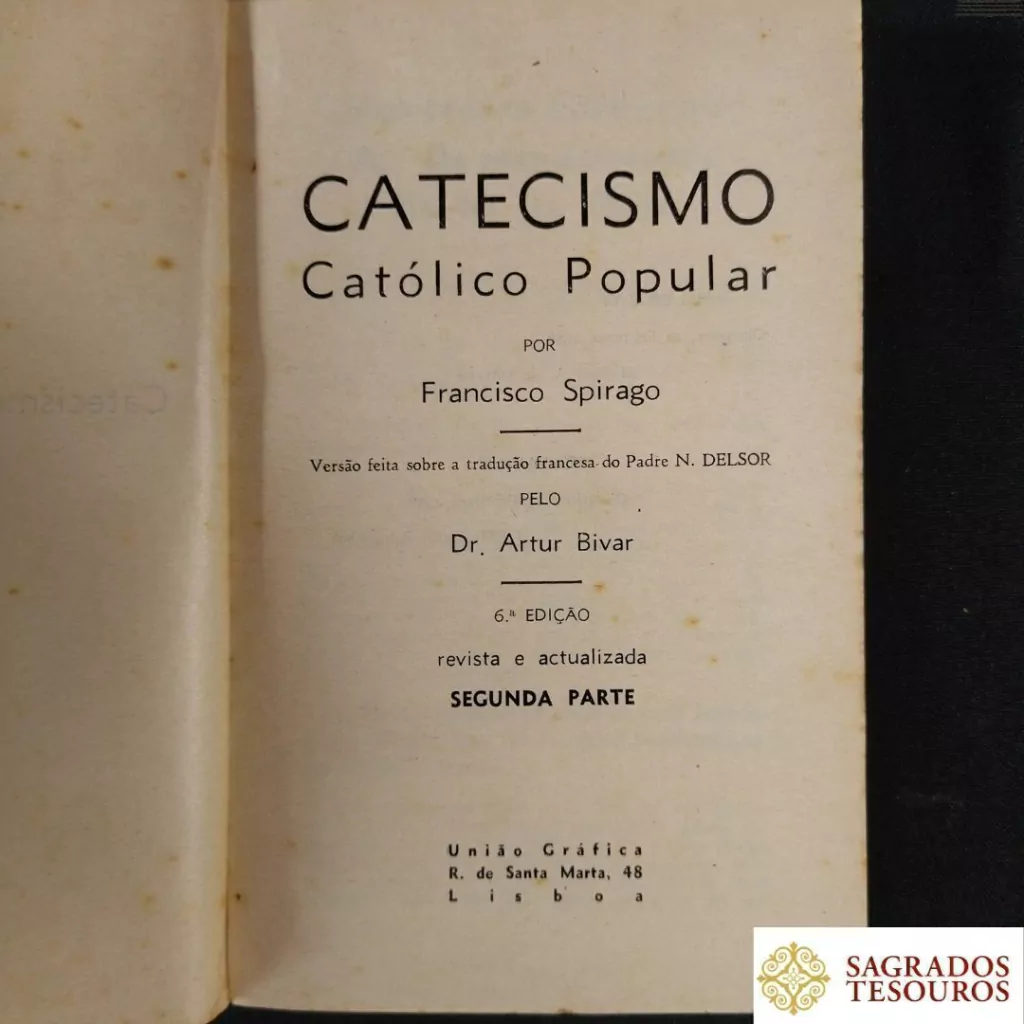 CATECISMO
Católico Popular
POR
Francisco Spirago
Versão feita sobre a tradução francesa do Padre N. DELSOR
PELO
Dr. Artur Bivar
6.ª EDIÇÃO
revista e actualizada
SEGUNDA PARTE
União Gráfica
R. de Santa Marta, 48
Lisboa
SAGRADOS
TESOUROS